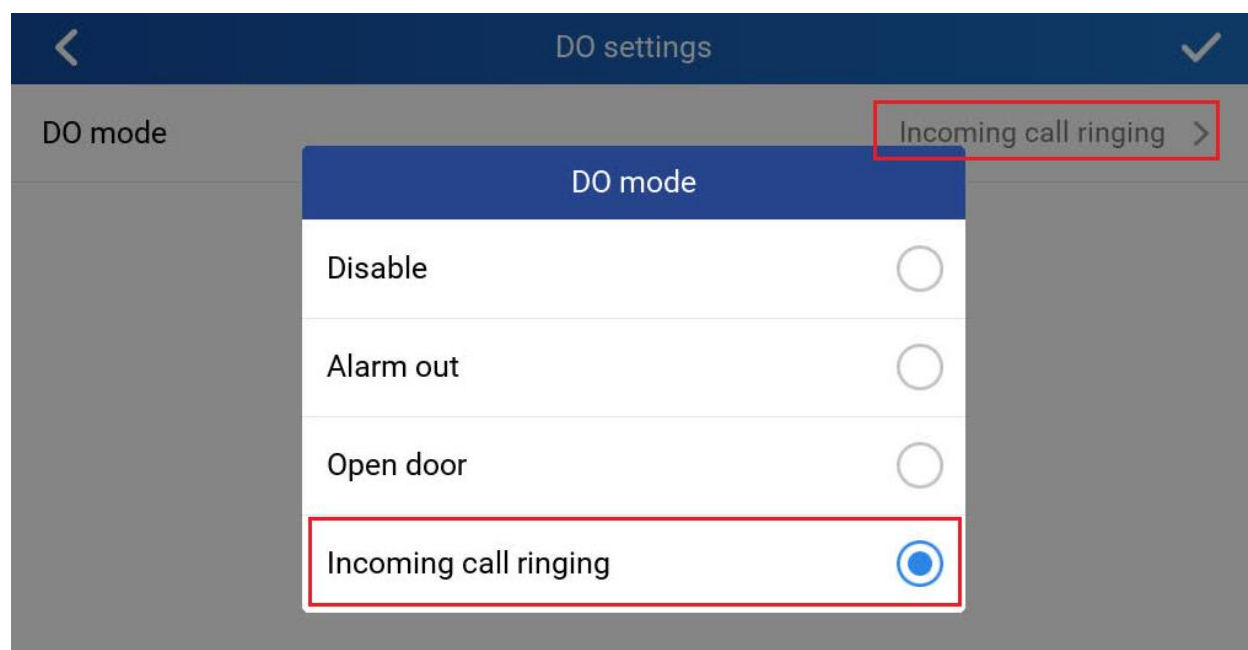 DO settings
DO mode
Incoming call ringing
DO mode
Disable
Alarm out
Open door
Incoming call ringing